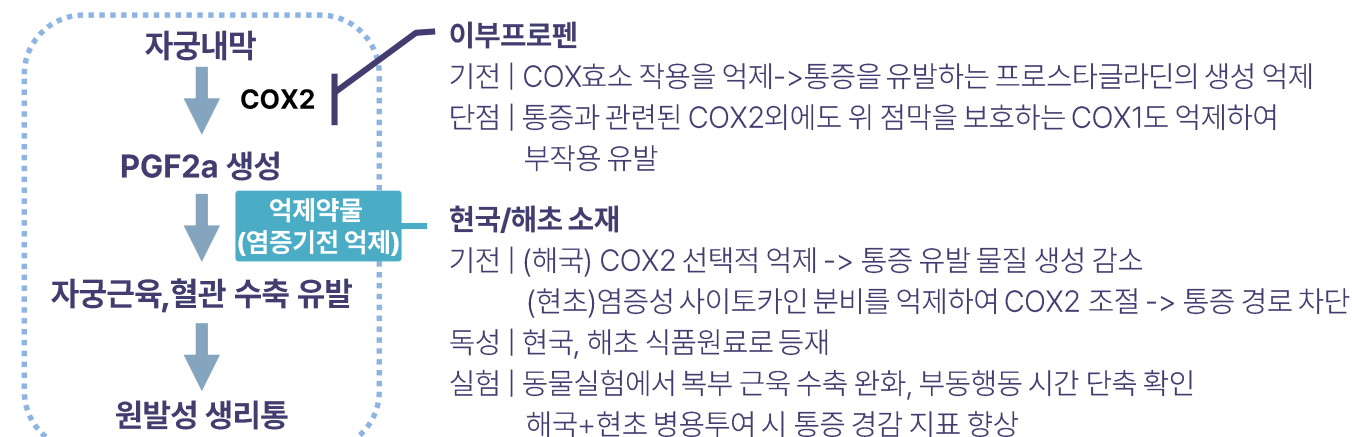 자궁내막
COX2
PGF2a 생성
억제약물
(염증기전 억제)
자궁근육,혈관 수축 유발
원발성 생리통
이부프로펜
기전 | COX효소 작용을 억제->통증을 유발하는 프로스타글라딘의 생성 억제
단점 | 통증과 관련된 COX2외에도 위 점막을 보호하는 COX1도 억제하여
부작용 유발
현국/해초 소재
기전 | (해국) COX2 선택적 억제 -> 통증 유발 물질 생성 감소
(현초)염증성 사이토카인 분비를 억제하여 COX2 조절 -> 통증 경로 차단
독성 | 현국, 해초 식품원료로 등재
실험 | 동물실험에서 복부 근육 수축 완화, 부동행동 시간 단축 확인
해국+현초 병용투여 시 통증 경감 지표 향상